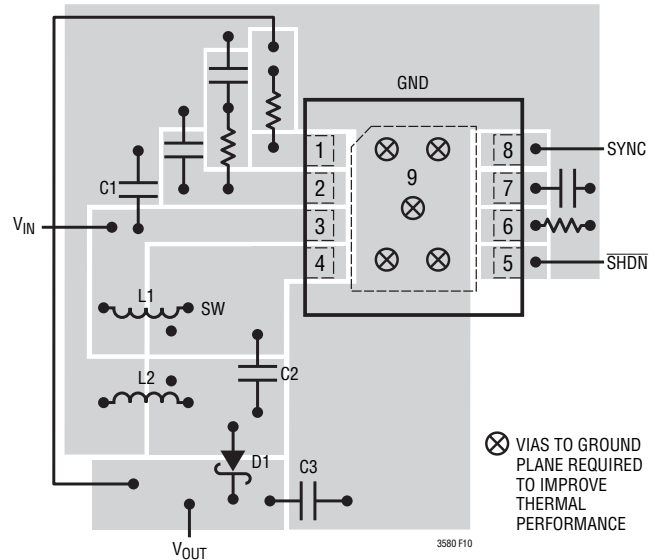 GND
1
8
SYNC
9
C1
2
7
VIN
3
6
4
5
SHDN
L1
SW
L2
C2
D1
C3
VIAS TO GROUND
PLANE REQUIRED
TO IMPROVE
THERMAL
PERFORMANCE
3580 F10
VOUT